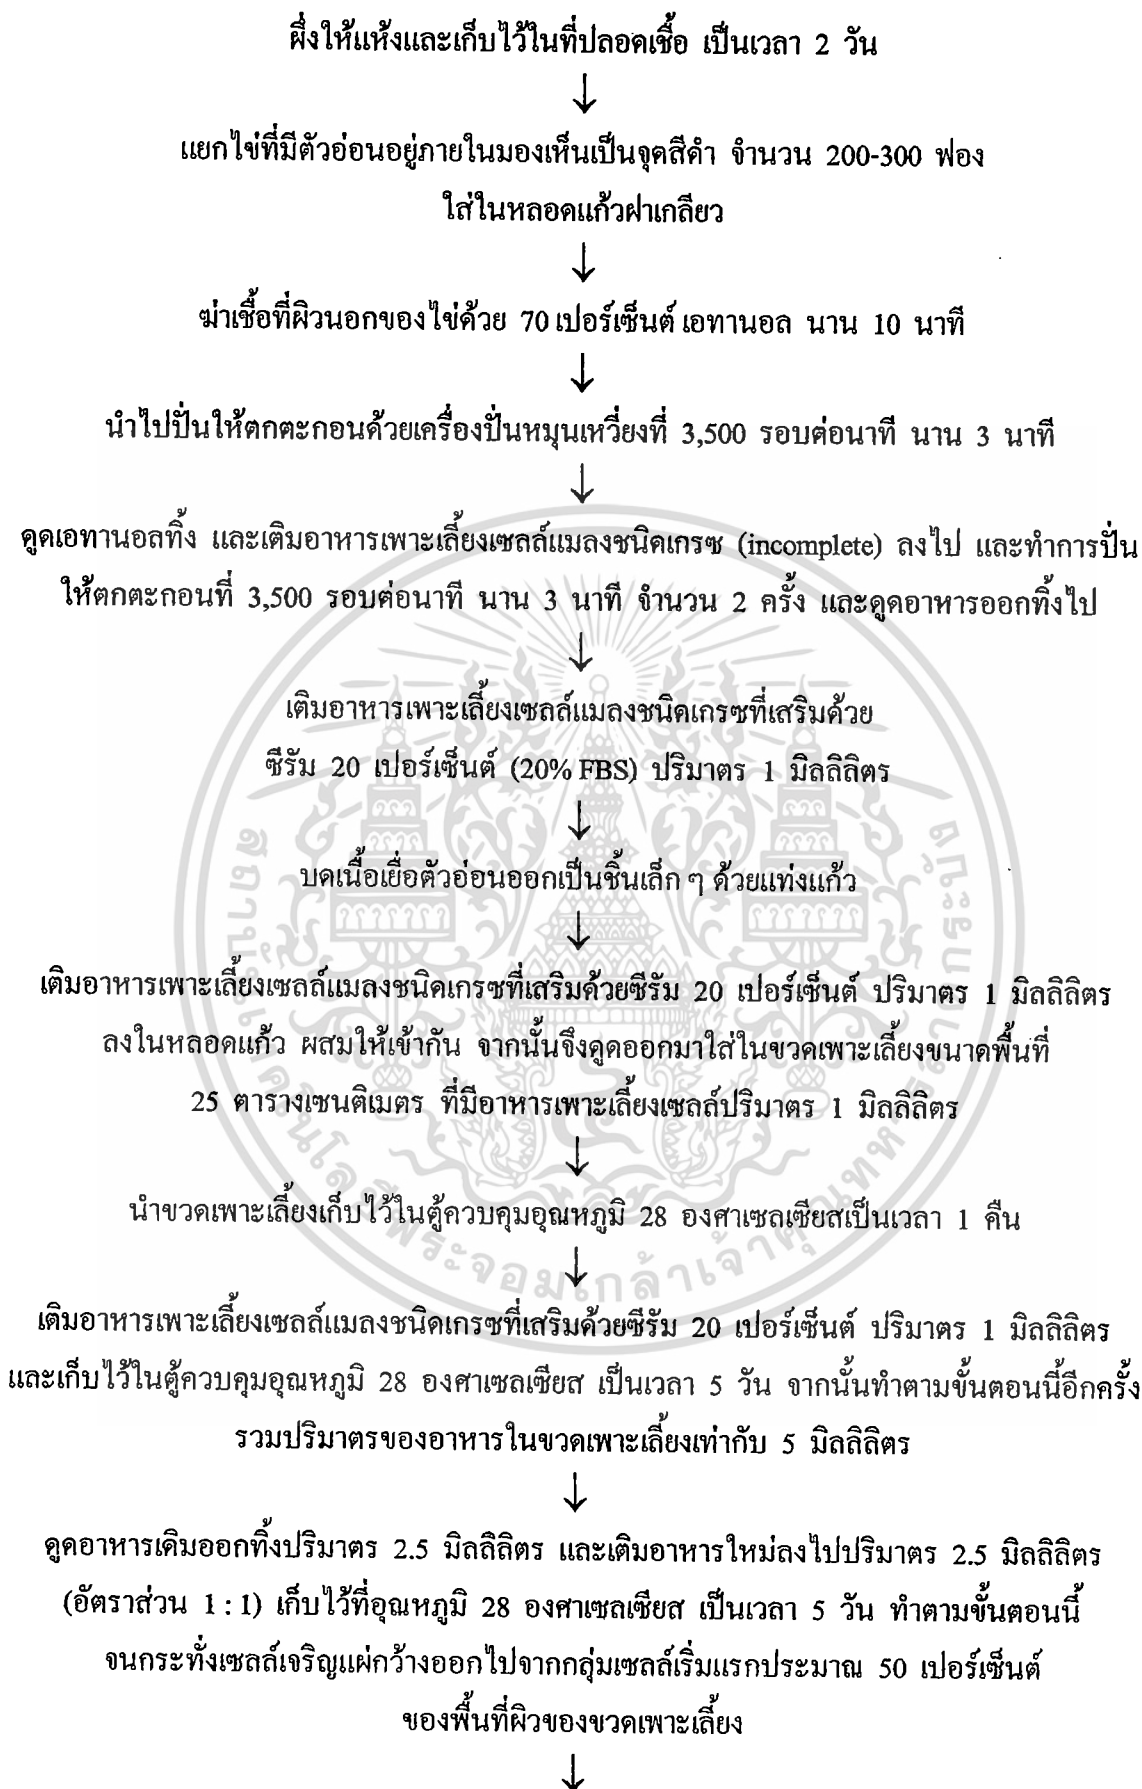 ผึ่งให้แห้งและเก็บไว้ในที่ปลอดเชื้อ เป็นเวลา 2 วัน
↓
แยกไข่ที่มีตัวอ่อนอยู่ภายในมองเห็นเป็นจุดสีดำ จำนวน 200-300 ฟอง
ใส่ในหลอดแก้วฝาเกลียว
↓
ฆ่าเชื้อที่ผิวนอกของไข่ด้วย 70 เปอร์เซ็นต์ เอทานอล นาน 10 นาที
↓
นำไปปั่นให้ตกตะกอนด้วยเครื่องปั่นหมุนเหวี่ยงที่ 3,500 รอบต่อนาที นาน 3 นาที
↓
ดูดเอทานอลทิ้ง และเติมอาหารเพาะเลี้ยงเซลล์แมลงชนิดเกรซ (incomplete) ลงไป และทำการปั่น
ให้ตกตะกอนที่ 3,500 รอบต่อนาที นาน 3 นาที จำนวน 2 ครั้ง และดูดอาหารออกทิ้งไป
↓
เติมอาหารเพาะเลี้ยงเซลล์แมลงชนิดเกรซที่เสริมด้วย
ซีรัม 20 เปอร์เซ็นต์ (20% FBS) ปริมาตร 1 มิลลิลิตร
↓
บดเนื้อเยื่อตัวอ่อนออกเป็นชิ้นเล็ก ๆ ด้วยแท่งแก้ว
↓
เติมอาหารเพาะเลี้ยงเซลล์แมลงชนิดเกรซที่เสริมด้วยซีรัม 20 เปอร์เซ็นต์ ปริมาตร 1 มิลลิลิตร
ลงในหลอดแก้ว ผสมให้เข้ากัน จากนั้นจึงดูดออกมาใส่ในขวดเพาะเลี้ยงขนาดพื้นที่
25 ตารางเซนติเมตร ที่มีอาหารเพาะเลี้ยงเซลล์ปริมาตร 1 มิลลิลิตร
↓
นำขวดเพาะเลี้ยงเก็บไว้ในตู้ควบคุมอุณหภูมิ 28 องศาเซลเซียสเป็นเวลา 1 คืน
↓
เติมอาหารเพาะเลี้ยงเซลล์แมลงชนิดเกรซที่เสริมด้วยซีรัม 20 เปอร์เซ็นต์ ปริมาตร 1 มิลลิลิตร
และเก็บไว้ในตู้ควบคุมอุณหภูมิ 28 องศาเซลเซียส เป็นเวลา 5 วัน จากนั้นทำตามขั้นตอนนี้อีกครั้ง
รวมปริมาตรของอาหารในขวดเพาะเลี้ยงเท่ากับ 5 มิลลิลิตร
↓
ดูดอาหารเดิมออกทิ้งปริมาตร 2.5 มิลลิลิตร และเติมอาหารใหม่ลงไปปริมาตร 2.5 มิลลิลิตร
(อัตราส่วน 1 : 1) เก็บไว้ที่อุณหภูมิ 28 องศาเซลเซียส เป็นเวลา 5 วัน ทำตามขั้นตอนนี้
จนกระทั่งเซลล์เจริญแผ่กว้างออกไปจากกลุ่มเซลล์เริ่มแรกประมาณ 50 เปอร์เซ็นต์
ของพื้นที่ผิวของขวดเพาะเลี้ยง
↓
สถาบันเทคโนโลยีพระจอมเกล้าเจ้าคุณทหารลาดกระบัง